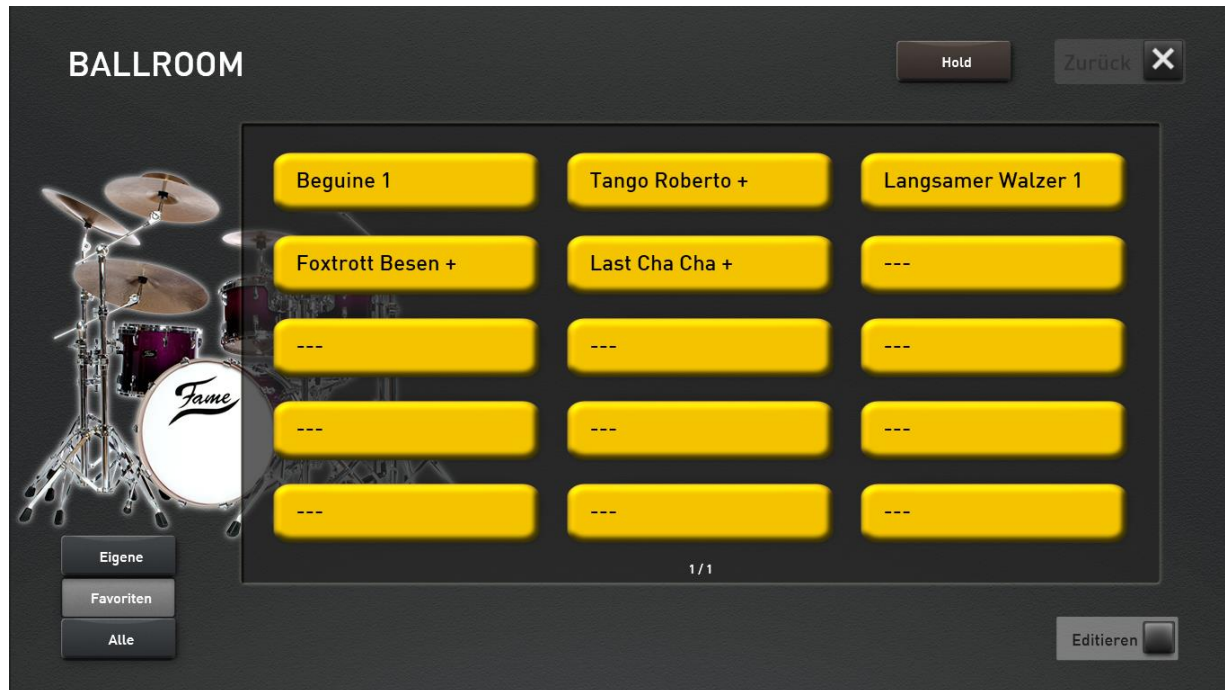 BALLROOM
Hold
Zurück
Beguine 1
Tango Roberto +
Langsamer Walzer 1
Foxtrott Besen +
Last Cha Cha +
---
---
---
---
---
---
---
---
---
---
Fame
1/1
Eigene
Favoriten
Alle
Editieren